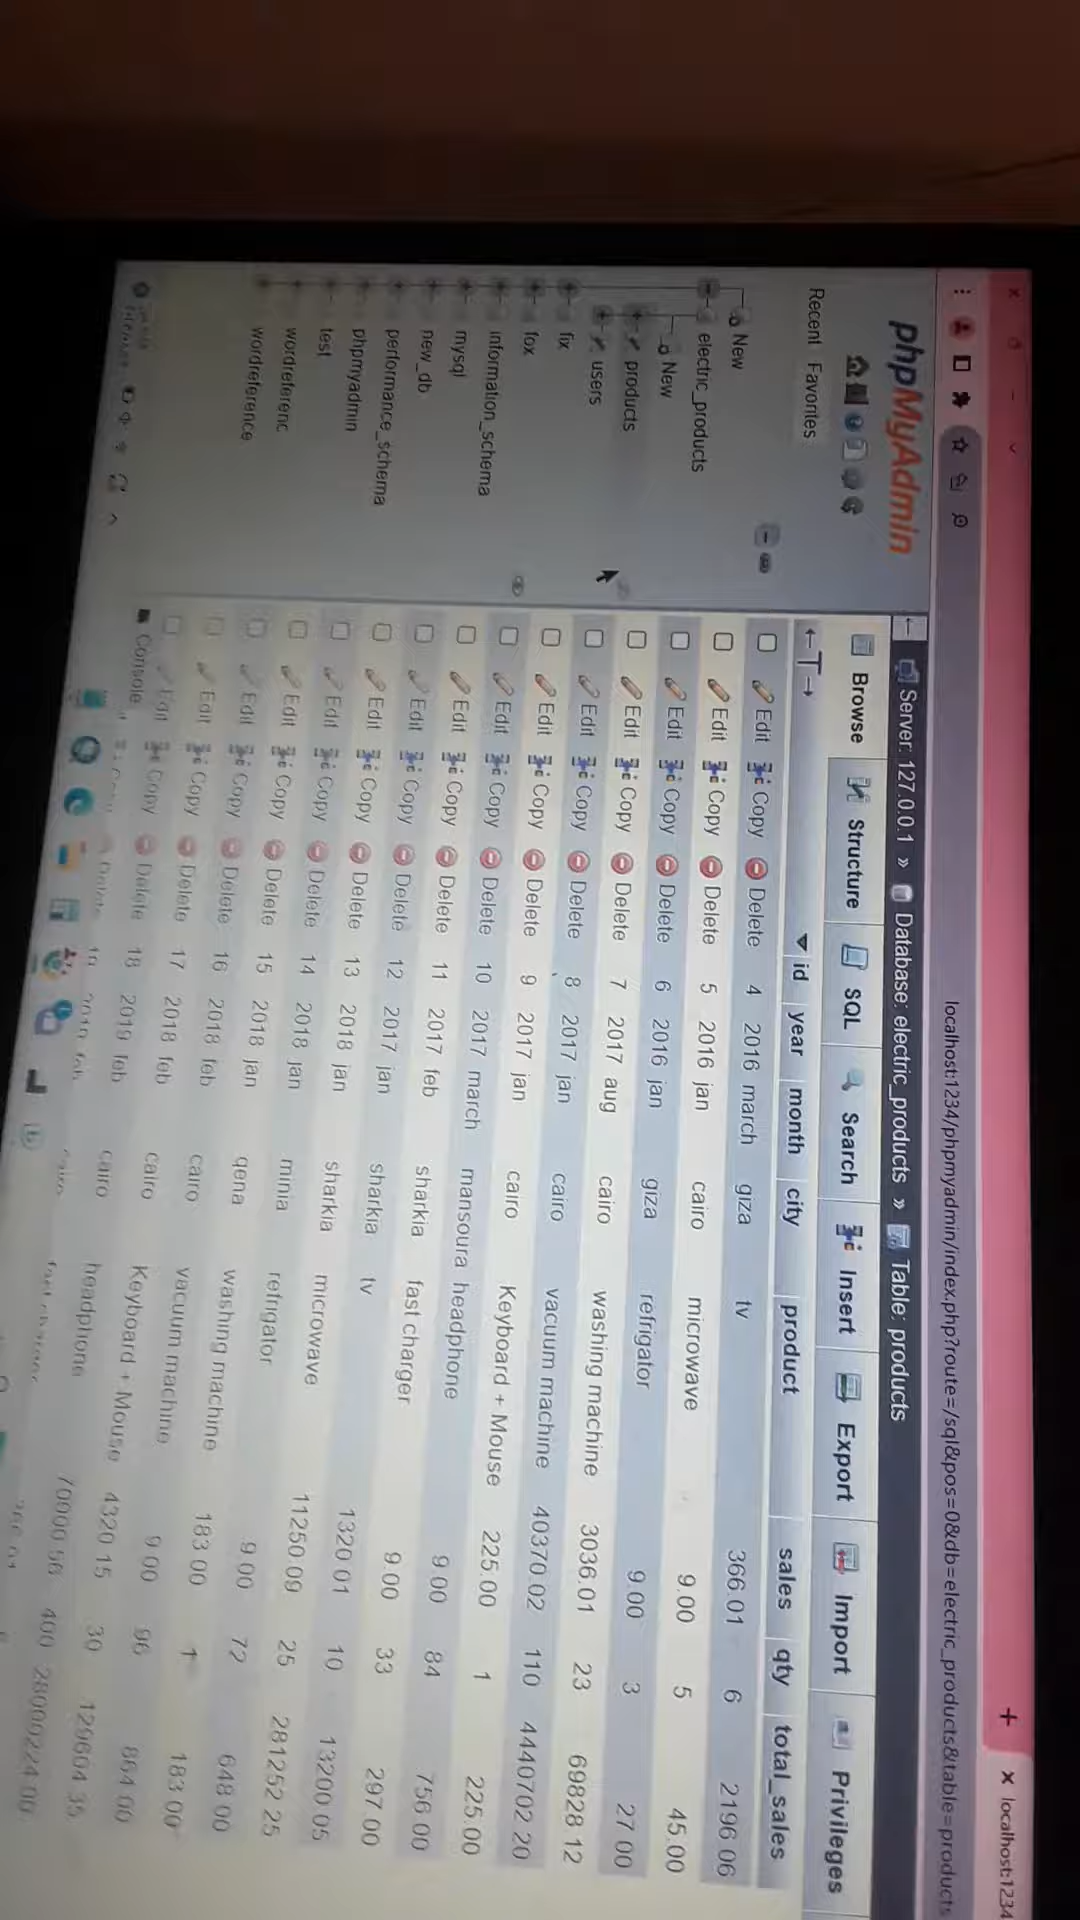 localhost:1234
localhost:1234/phpmyadmin/index.php?route=/sql&pos=0&db=electric_products&table=products
phpMyAdmin
Recent Favorites
New
electric_products
New
products
users
fix
fox
information_schema
mysql
new_db
performance_schema
phpmyadmin
test
wordreferenc
wordreference
Server: 127.0.0.1 » Database: electric_products » Table: products
Browse Structure SQL Search Insert Export Import Privileges
←T→ id year month city product sales qty total_sales
Edit Copy Delete 4 2016 march giza tv 366.01 6 2196.06
Edit Copy Delete 5 2016 jan cairo microwave 9.00 5 45.00
Edit Copy Delete 6 2016 jan giza refrigator 9.00 3 27.00
Edit Copy Delete 7 2017 aug cairo washing machine 3036.01 23 69828.12
Edit Copy Delete 8 2017 jan cairo vacuum machine 40370.02 110 4440702.20
Edit Copy Delete 9 2017 jan cairo Keyboard + Mouse 225.00 1 225.00
Edit Copy Delete 10 2017 march mansoura headphone 9.00 84 756.00
Edit Copy Delete 11 2017 feb sharkia fast charger 9.00 33 297.00
Edit Copy Delete 12 2017 jan sharkia tv 1320.01 10 13200.05
Edit Copy Delete 13 2018 jan sharkia microwave 11250.09 25 281252.25
Edit Copy Delete 14 2018 jan minia refrigator 9.00 72 648.00
Edit Copy Delete 15 2018 jan qena washing machine 183.00 1 183.00
Edit Copy Delete 16 2018 feb cairo vacuum machine 9.00 96 864.00
Edit Copy Delete 17 2018 feb cairo Keyboard + Mouse 4320.15 30 129604.35
Edit Copy Delete 18 2019 feb cairo headphone 70000.56 400 28000224.00
Console